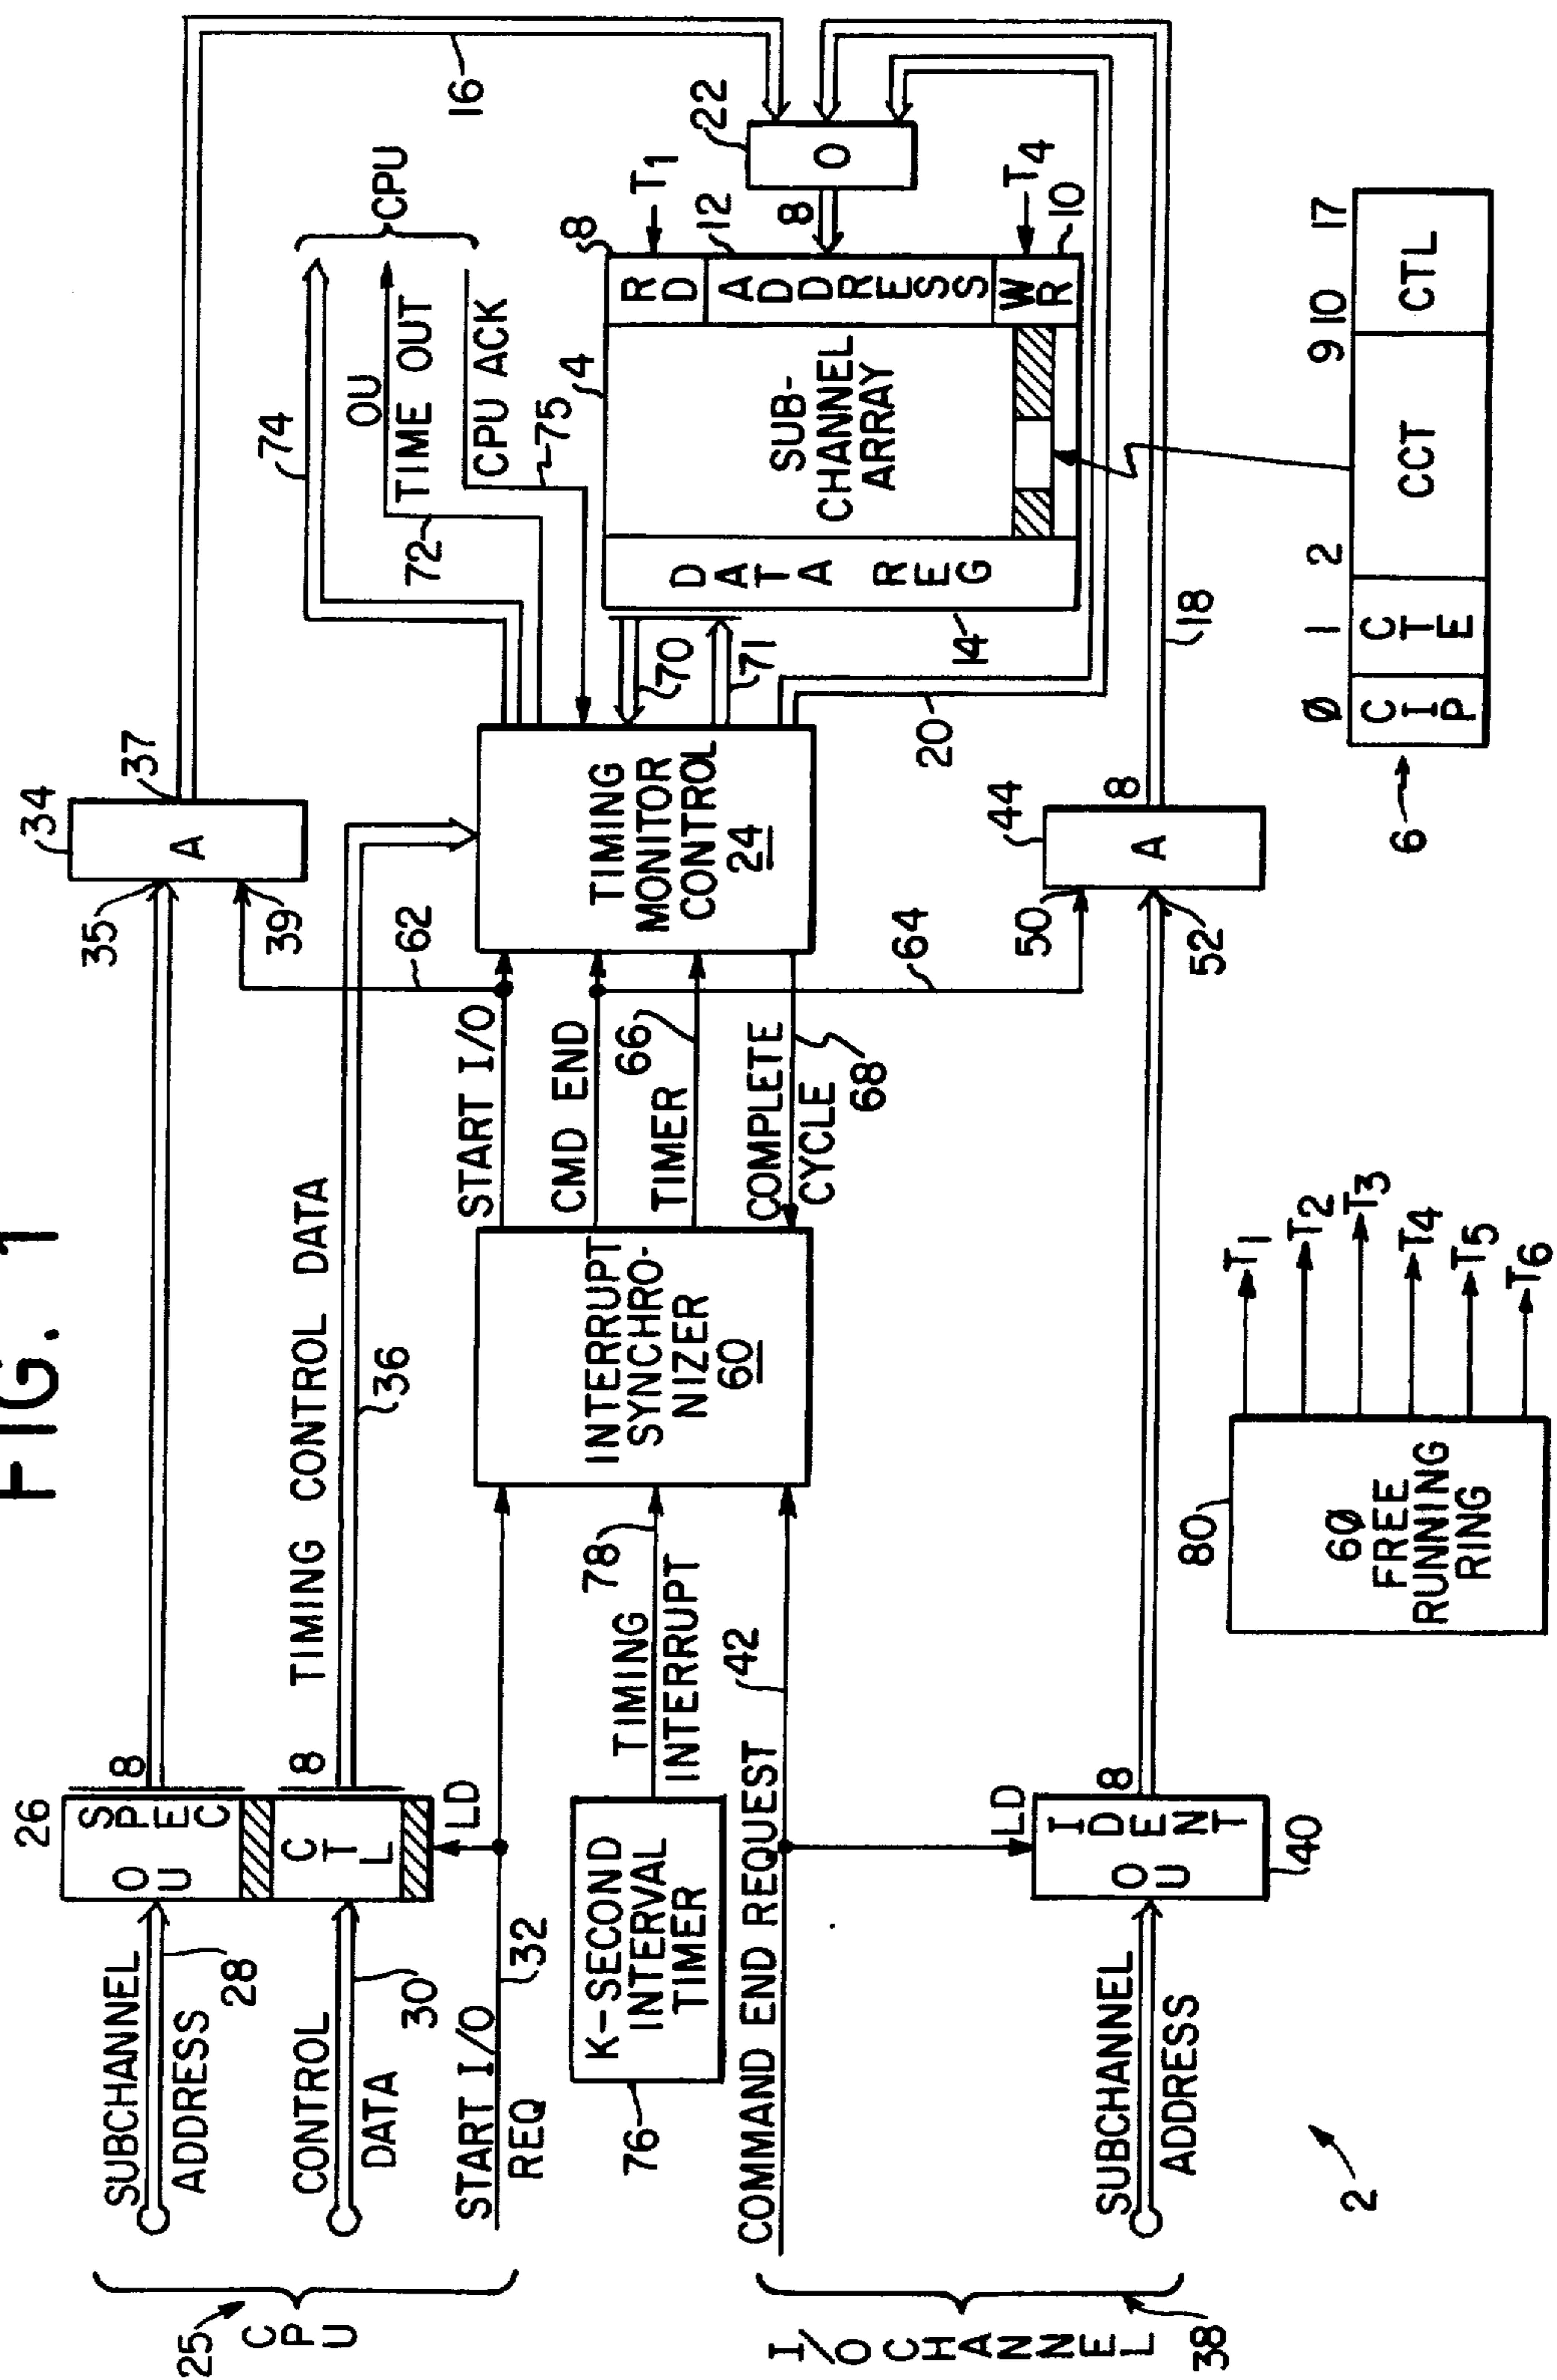 FIG. 1
25
CPU
SUBCHANNEL
ADDRESS
28
CONTROL
DATA
30
START I/O
REQ
32
26
OU
SPEC
CTL
8
8
LD
TIMING CONTROL DATA
36
35
34
A
37
39
62
16
76
K-SECOND
INTERVAL
TIMER
TIMING
INTERRUPT
78
COMMAND END REQUEST
42
INTERRUPT
SYNCHRO-
NIZER
60
START I/O
CMD END
TIMER
66
COMPLETE
CYCLE
68
64
TIMING
MONITOR
CONTROL
24
74
OU
TIME OUT
72
CPU ACK
75
CPU
70
71
20
4
DATA REG
14
SUB-
CHANNEL
ARRAY
RD
8
T1
ADDRESS
12
WR
10
T4
8
O
22
I/O CHANNEL
38
SUBCHANNEL
ADDRESS
LD
OU
IDENT
40
8
50
52
44
A
8
18
2
80
6Ø
FREE
RUNNING
RING
T1
T2
T3
T4
T5
T6
6
Ø 1 2 9 10 17
CIP CTE CCT CTL